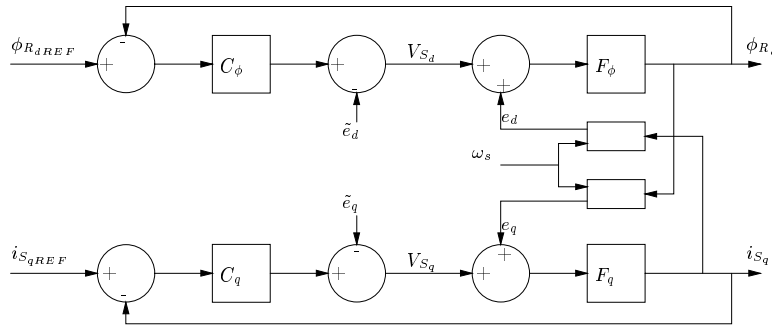 ϕ_{R_{dREF}} - + C_ϕ + - V_{S_d} + + F_ϕ ϕ_{R_d}
ẽ_d e_d
ω_s
ẽ_q e_q
i_{S_{qREF}} + - C_q + - V_{S_q} + + F_q i_{S_q}